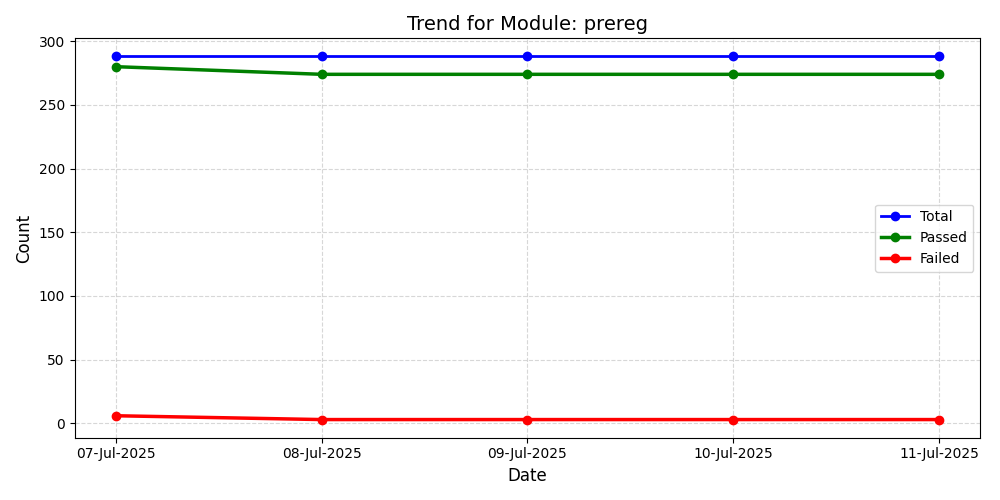 Trend for Module: prereg
300
250
200
150
100
50
0
Count
Total
Passed
Failed
07-Jul-2025 08-Jul-2025 09-Jul-2025 10-Jul-2025 11-Jul-2025
Date